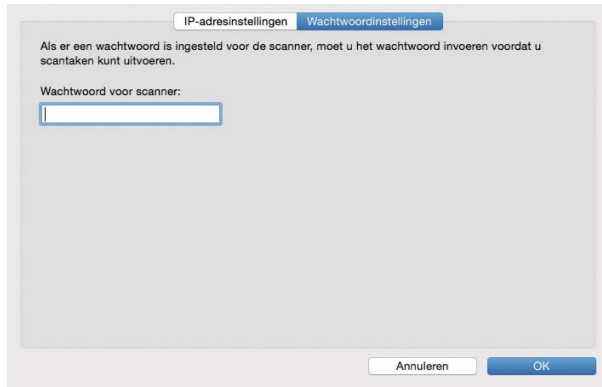 IP-adresinstellingen Wachtwoordinstellingen
Als er een wachtwoord is ingesteld voor de scanner, moet u het wachtwoord invoeren voordat u
scantaken kunt uitvoeren.
Wachtwoord voor scanner:
Annuleren OK